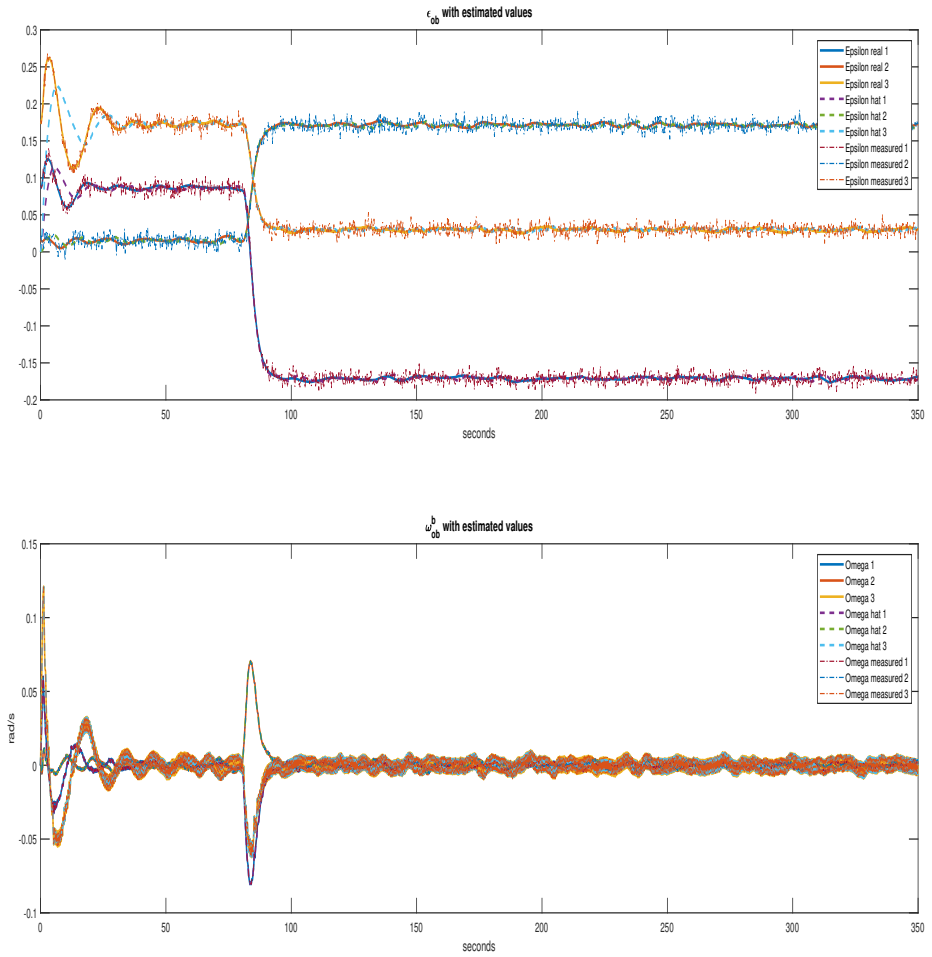 ϵob with estimated values
0.3
0.25
0.2
0.15
0.1
0.05
0
-0.05
-0.1
-0.15
-0.2
Epsilon real 1
Epsilon real 2
Epsilon real 3
Epsilon hat 1
Epsilon hat 2
Epsilon hat 3
Epsilon measured 1
Epsilon measured 2
Epsilon measured 3
0 50 100 150 200 250 300 350
seconds
ω^b_ob with estimated values
rad/s
0.15
0.1
0.05
0
-0.05
-0.1
Omega 1
Omega 2
Omega 3
Omega hat 1
Omega hat 2
Omega hat 3
Omega measured 1
Omega measured 2
Omega measured 3
0 50 100 150 200 250 300 350
seconds